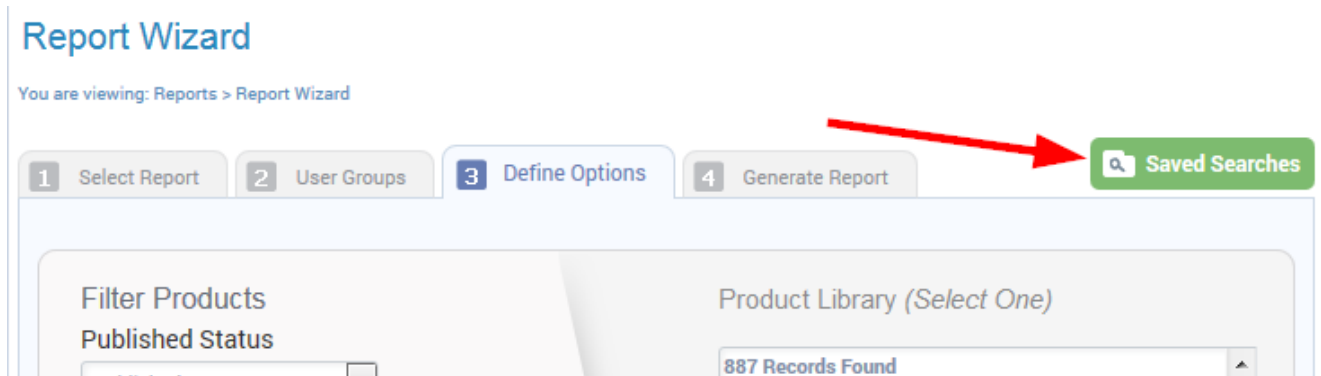 Report Wizard
You are viewing: Reports > Report Wizard
1 Select Report 2 User Groups 3 Define Options 4 Generate Report Saved Searches
Filter Products
Product Library (Select One)
Published Status
887 Records Found